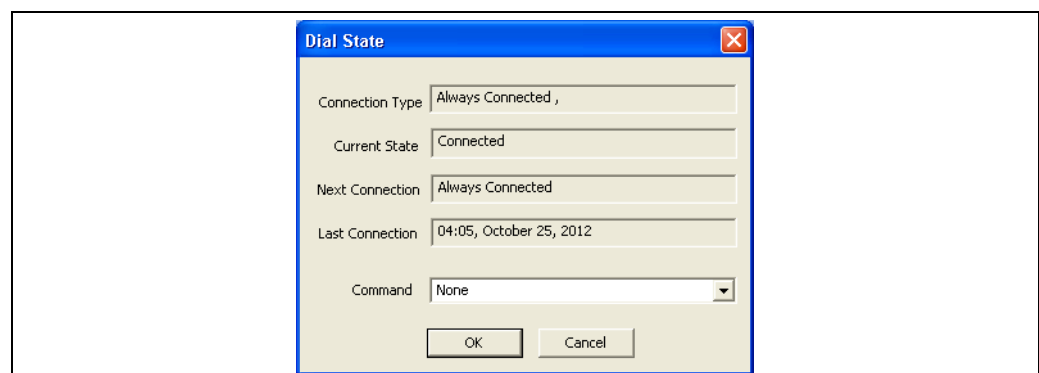 Dial State
Connection Type Always Connected ,
Current State Connected
Next Connection Always Connected
Last Connection 04:05, October 25, 2012
Command None
OK Cancel